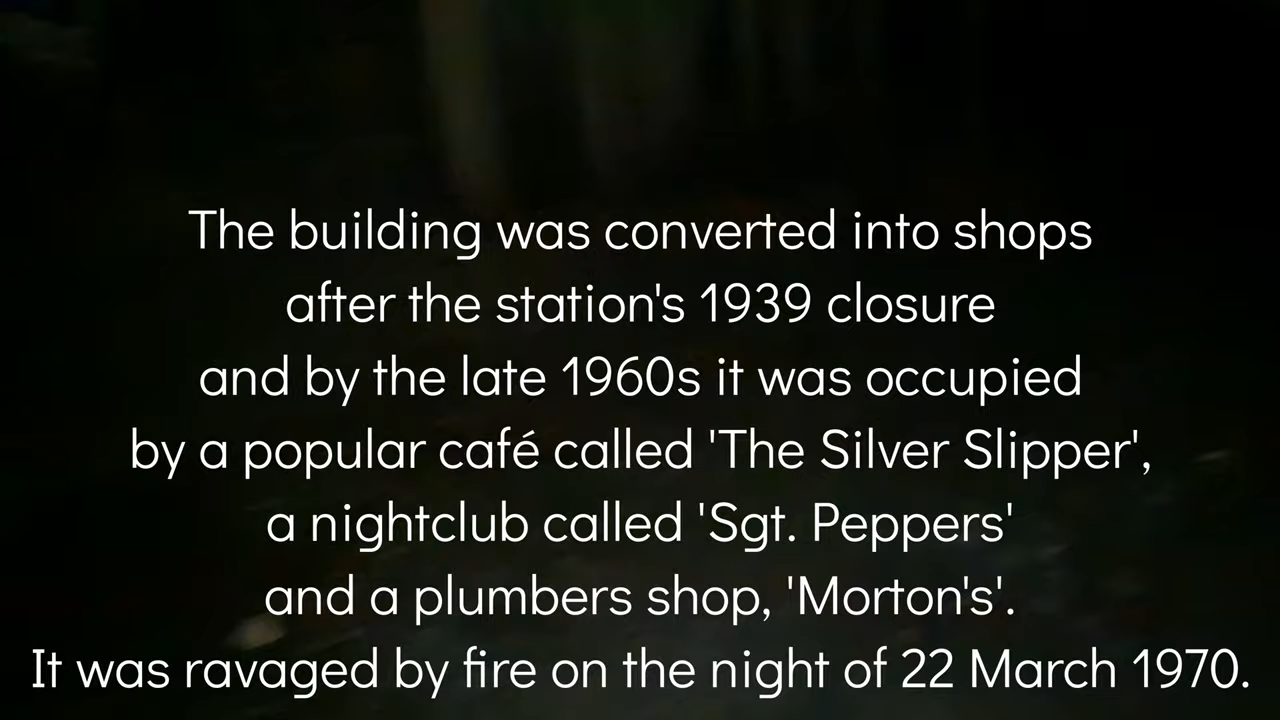 The building was converted into shops
after the station's 1939 closure
and by the late 1960s it was occupied
by a popular café called 'The Silver Slipper',
a nightclub called 'Sgt. Peppers'
and a plumbers shop, 'Morton's'.
It was ravaged by fire on the night of 22 March 1970.